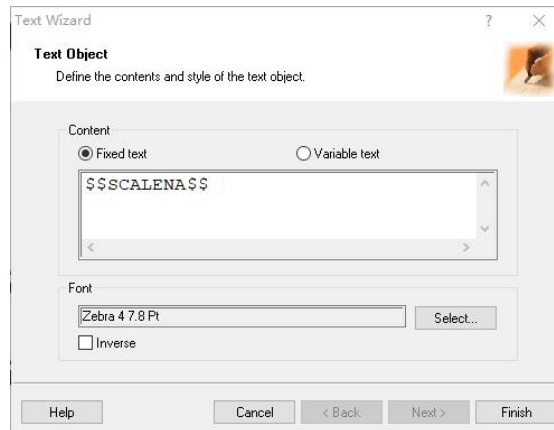 Text Wizard ?
Text Object
Define the contents and style of the text object.
Content
Fixed text Variable text
$$SCALENA$$
Font
Zebra 4 7.8 Pt Select...
Inverse
Help Cancel < Back Next > Finish